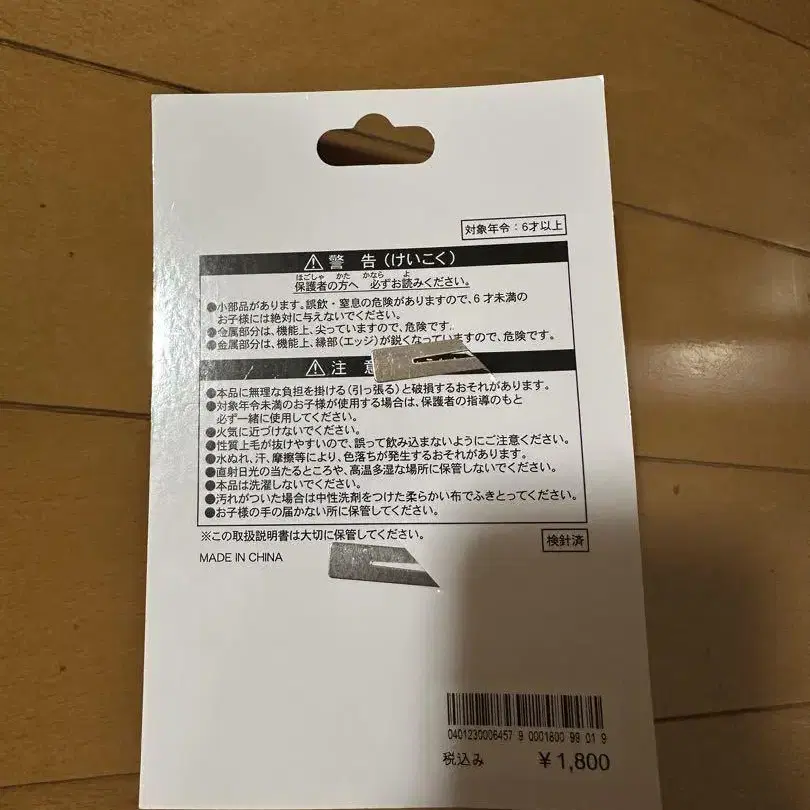 対象年令：6才以上
警 告（けいこく）
ほごしゃ かた かなら よ
保護者の方へ 必ずお読みください。
●小部品があります。誤飲・窒息の危険がありますので、6才未満の
お子様には絶対に与えないでください。
●金属部分は、機能上、尖っていますので、危険です。
●金属部分は、機能上、縁部（エッジ）が鋭くなっていますので、危険です。
注 意
●本品に無理な負担を掛ける（引っ張る）と破損するおそれがあります。
●対象年令未満のお子様が使用する場合は、保護者の指導のもと
必ず一緒に使用してください。
●火気に近づけないでください。
●性質上毛が抜けやすいので、誤って飲み込まないようにご注意ください。
●水ぬれ、汗、摩擦等により、色落ちが発生するおそれがあります。
●直射日光の当たるところや、高温多湿な場所に保管しないでください。
●本品は洗濯しないでください。
●汚れがついた場合は中性洗剤をつけた柔らかい布でふきとってください。
●お子様の手の届かない所に保管してください。
※この取扱説明書は大切に保管してください。
検針済
MADE IN CHINA
0401230006457 9 0001800 99 01 9
税込み ￥1,800